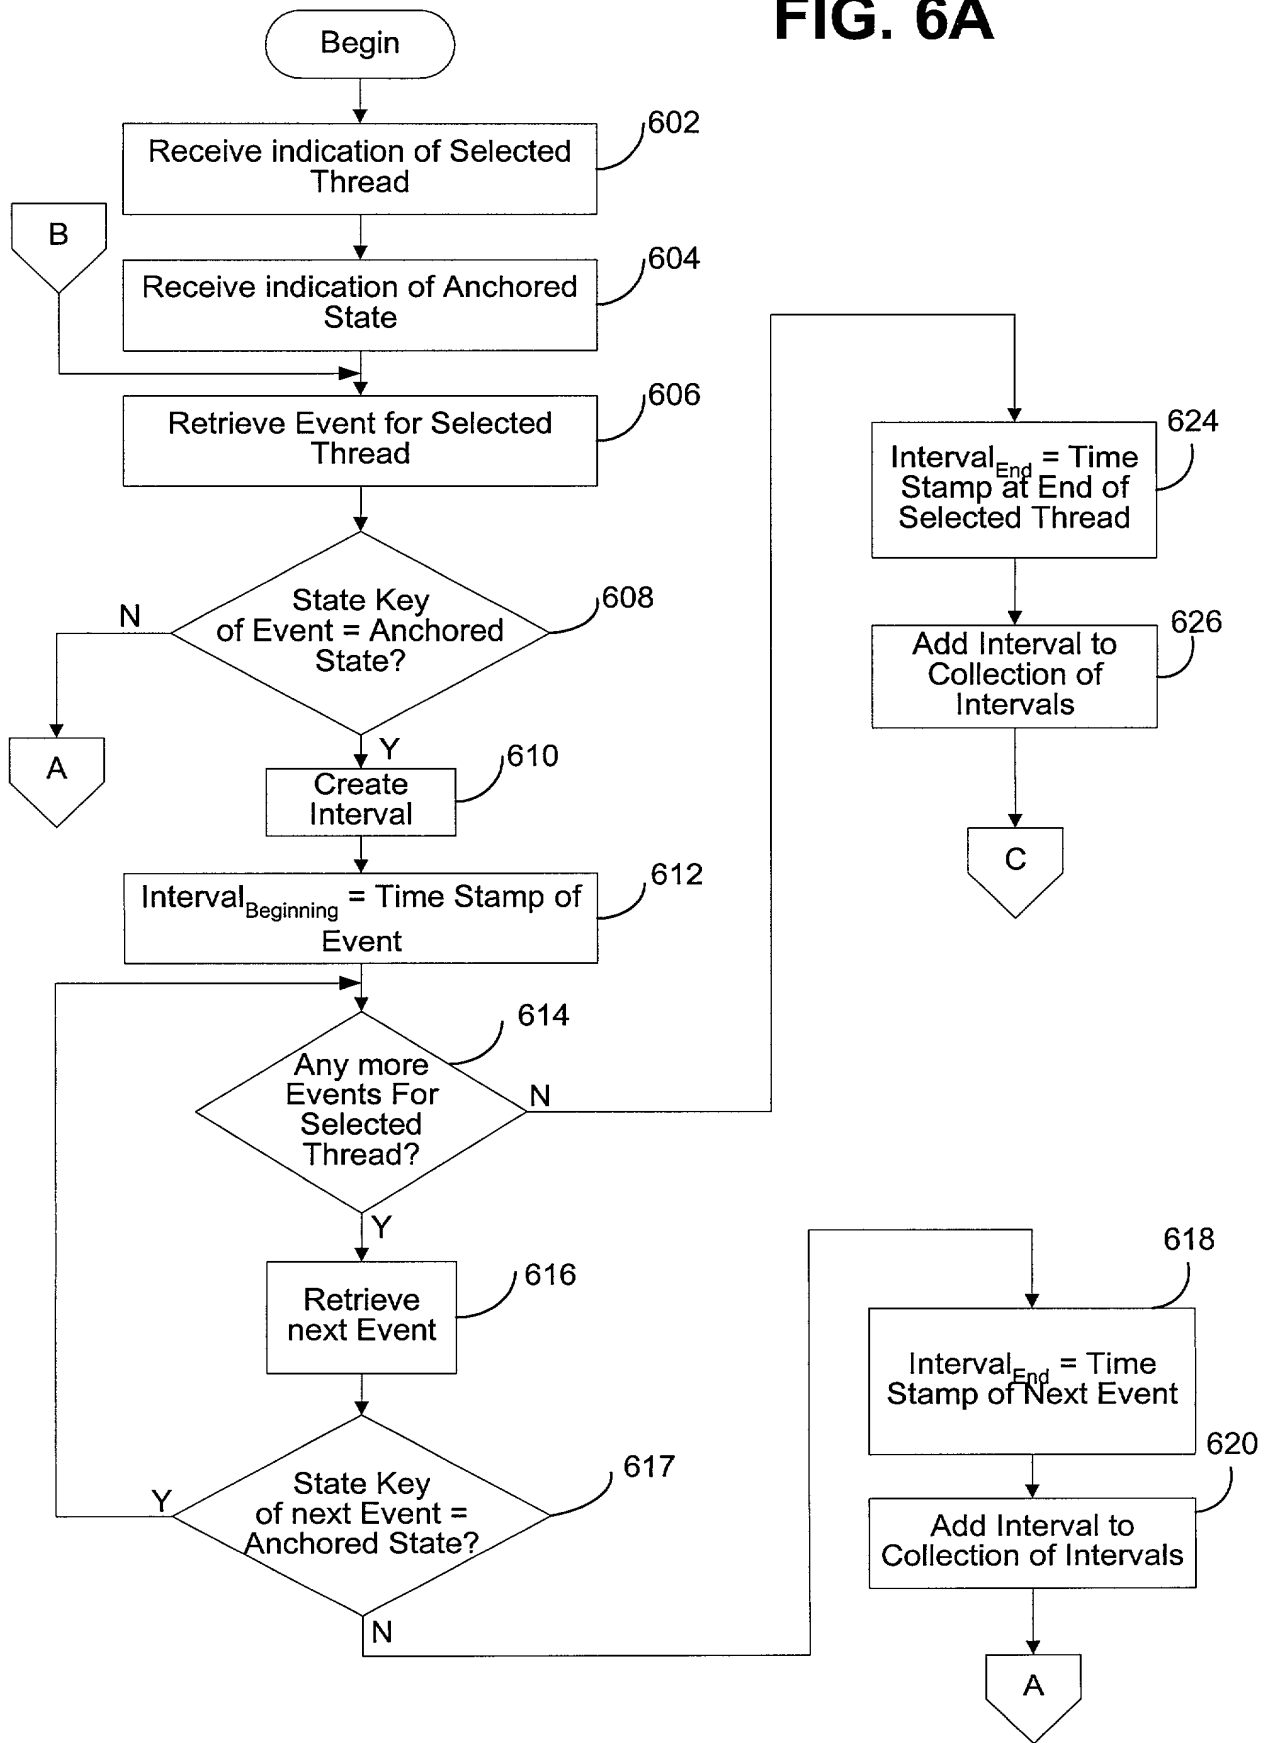 FIG. 6A
Begin
602
Receive indication of Selected
Thread
B
604
Receive indication of Anchored
State
606
Retrieve Event for Selected
Thread
608
State Key
of Event = Anchored
State?
N
A
Y
610
Create
Interval
612
IntervalBeginning = Time Stamp of
Event
614
Any more
Events For
Selected
Thread?
N
Y
616
Retrieve
next Event
617
State Key
of next Event =
Anchored State?
Y
N
624
IntervalEnd = Time
Stamp at End of
Selected Thread
626
Add Interval to
Collection of
Intervals
C
618
IntervalEnd = Time
Stamp of Next Event
620
Add Interval to
Collection of Intervals
A